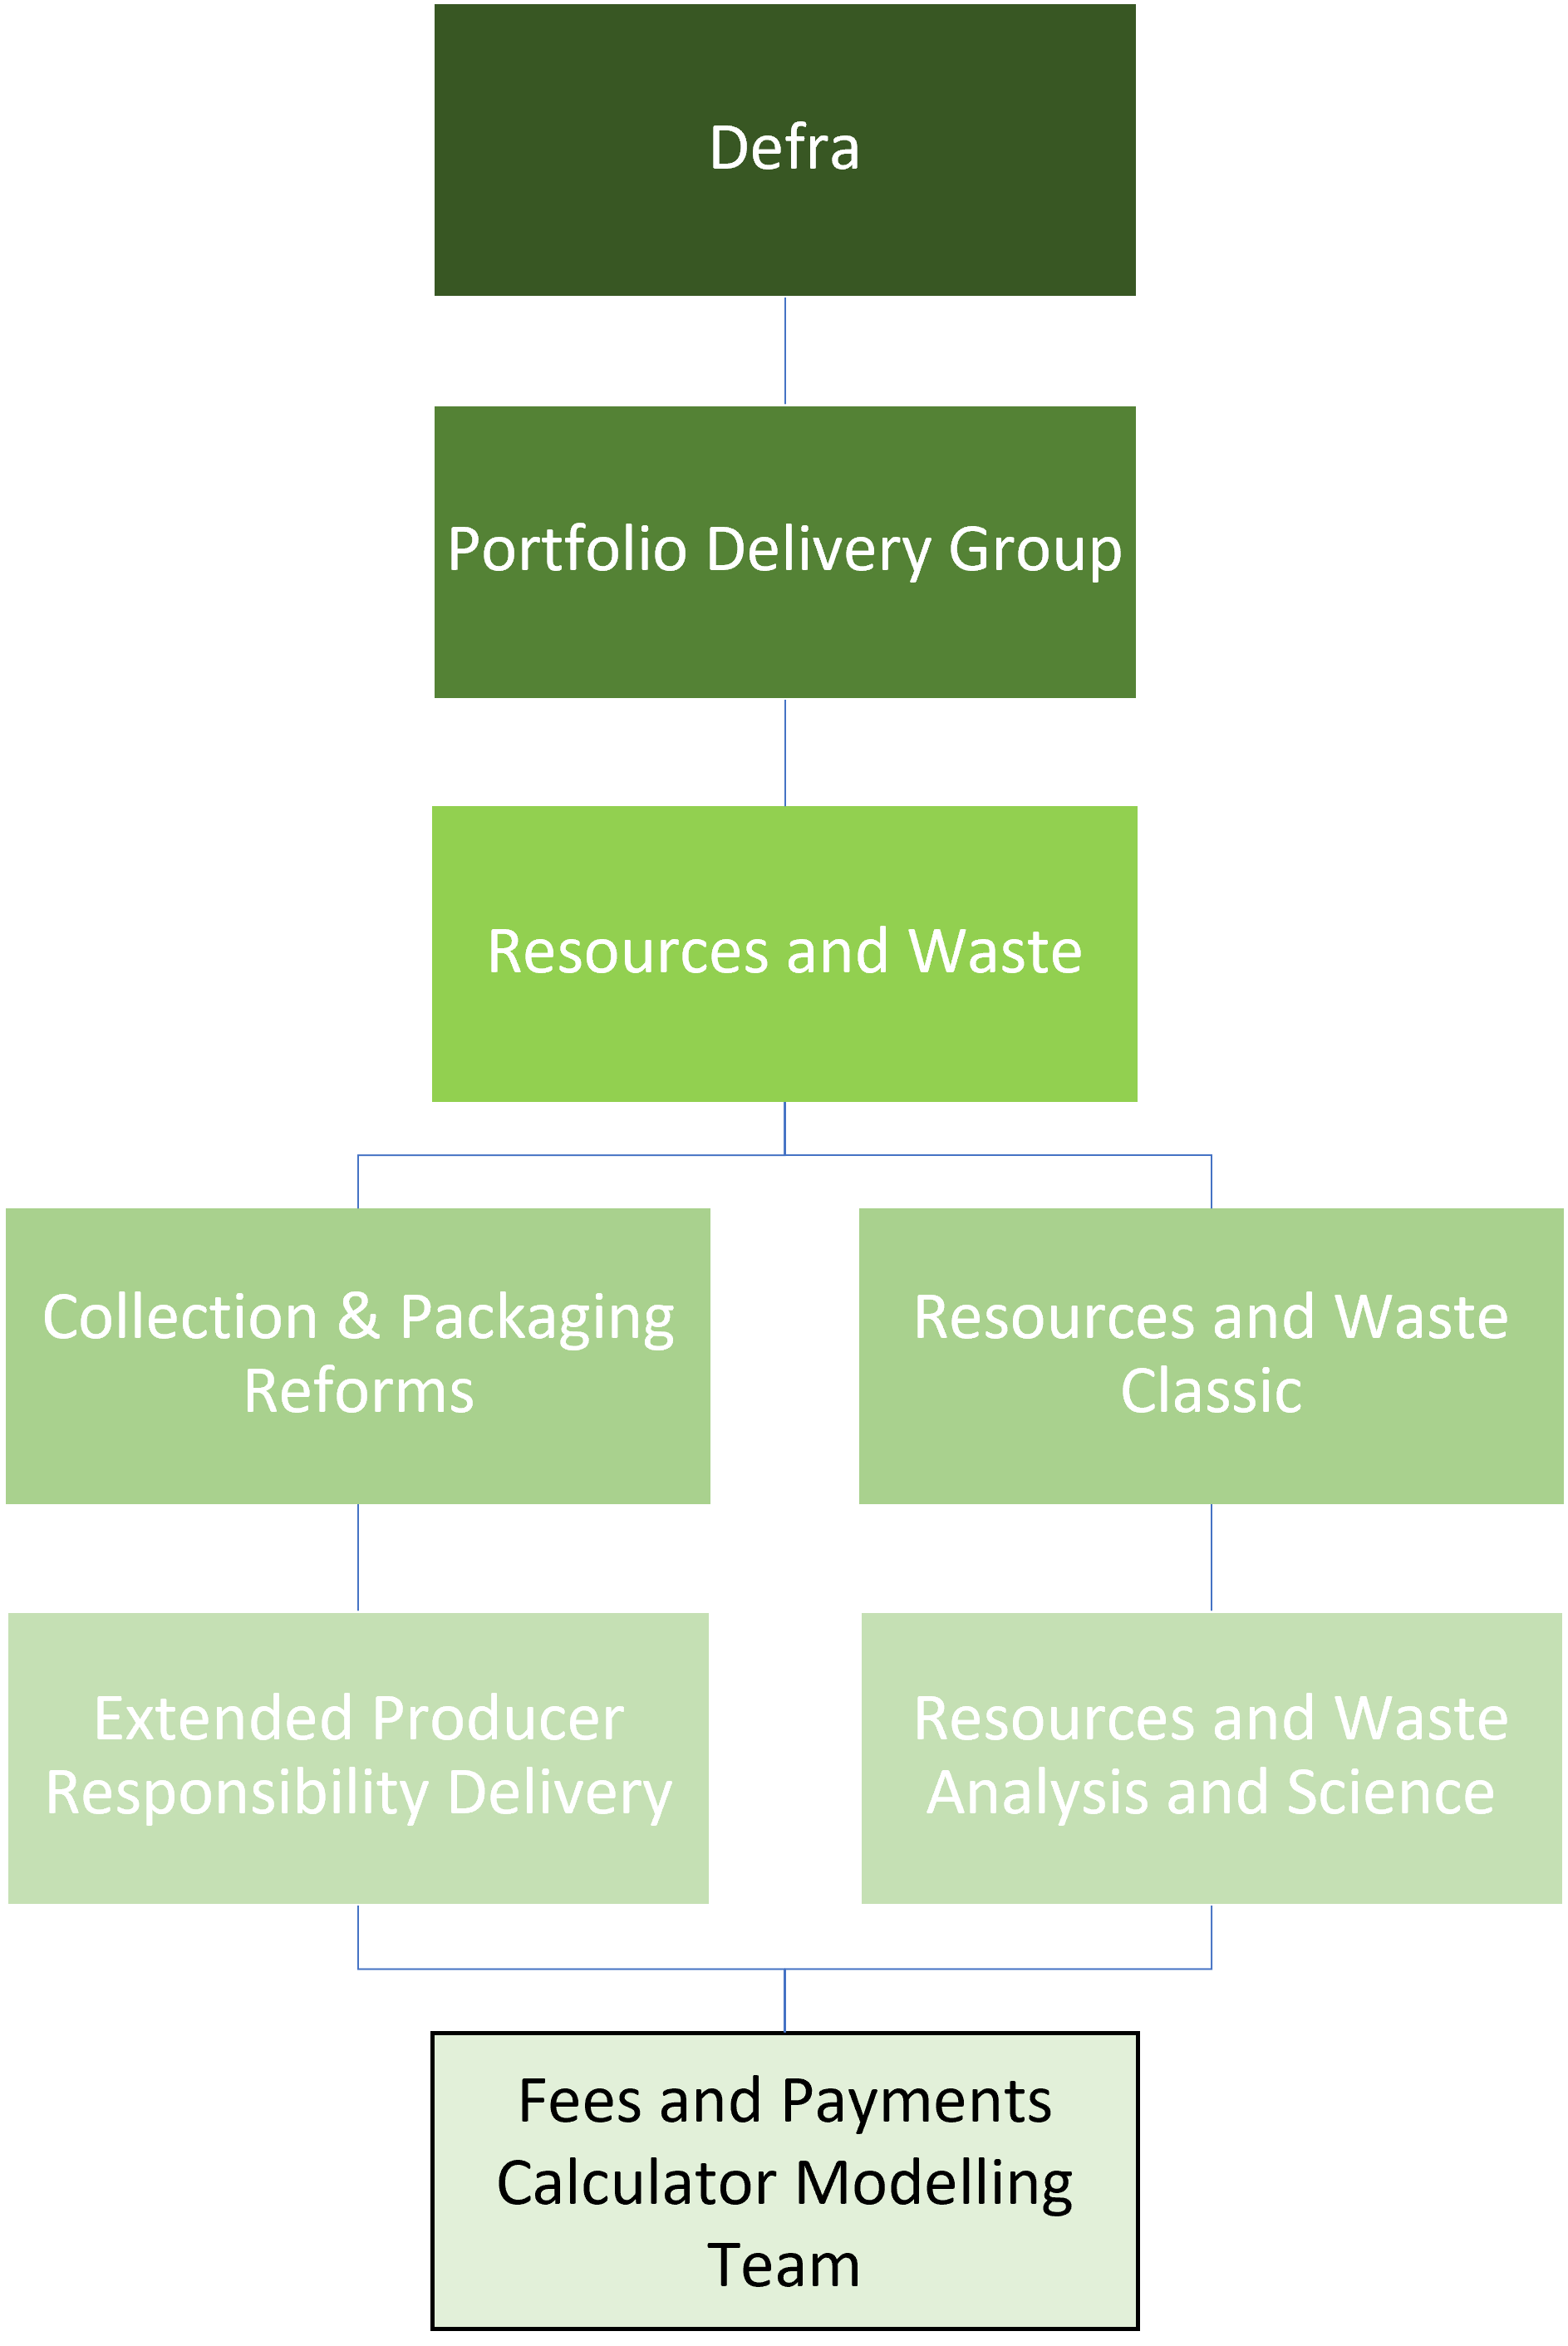 Defra
Portfolio Delivery Group
Resources and Waste
Collection & Packaging
Reforms
Resources and Waste
Classic
Extended Producer
Responsibility Delivery
Resources and Waste
Analysis and Science
Fees and Payments
Calculator Modelling
Team